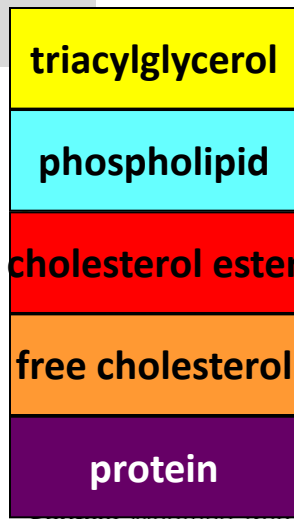 triacylglycerol
phospholipid
cholesterol ester
free cholesterol
protein